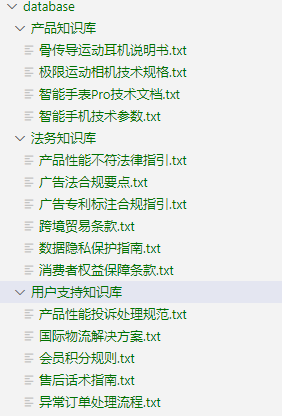 database
产品知识库
骨传导运动耳机说明书.txt
极限运动相机技术规格.txt
智能手表Pro技术文档.txt
智能手机技术参数.txt
法务知识库
产品性能不符法律指引.txt
广告法合规要点.txt
广告专利标注合规指引.txt
跨境贸易条款.txt
数据隐私保护指南.txt
消费者权益保障条款.txt
用户支持知识库
产品性能投诉处理规范.txt
国际物流解决方案.txt
会员积分规则.txt
售后话术指南.txt
异常订单处理流程.txt